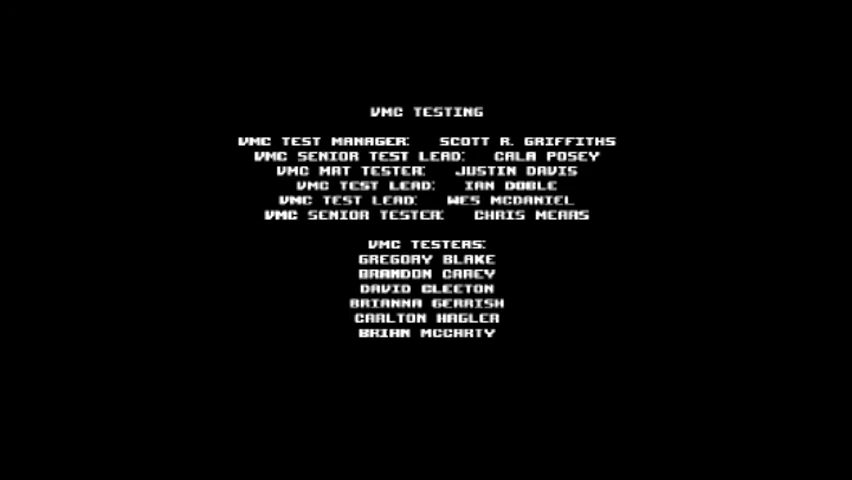 VMC TESTING
VMC TEST MANAGER: SCOTT R. GRIFFITHS
VMC SENIOR TEST LEAD: CALA POSEY
VMC MAT TESTER: JUSTIN DAVIS
VMC TEST LEAD: IAN DOBLE
VMC TEST LEAD: WES MCDANIEL
VMC SENIOR TESTER: CHRIS MEARS
VMC TESTERS:
GREGORY BLAKE
BRANDON CAREY
DAVID CLEETON
BRIANNA GERRISH
CARLTON HAGLER
BRIAN MCCARTY